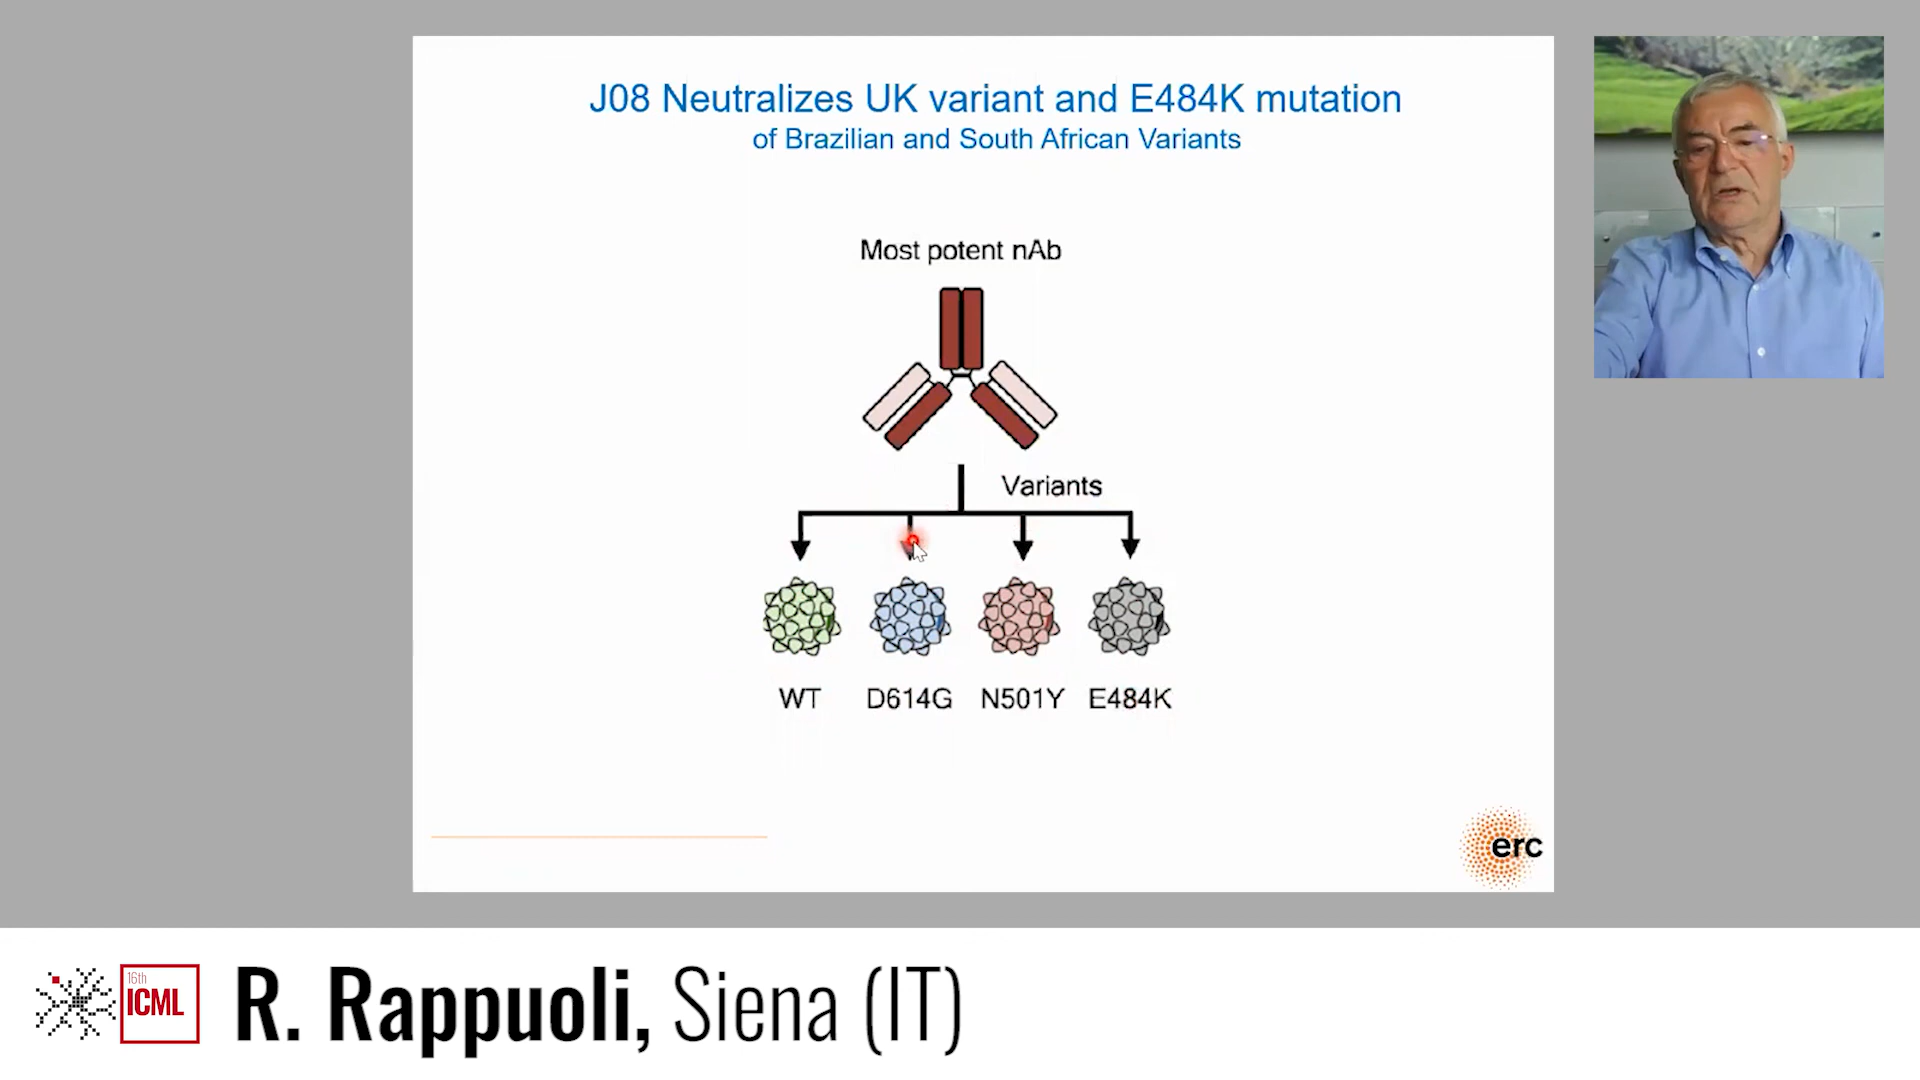 J08 Neutralizes UK variant and E484K mutation
of Brazilian and South African Variants
Most potent nAb
Variants
WT D614G N501Y E484K
erc
16th
ICML
R. Rappuoli, Siena (IT)